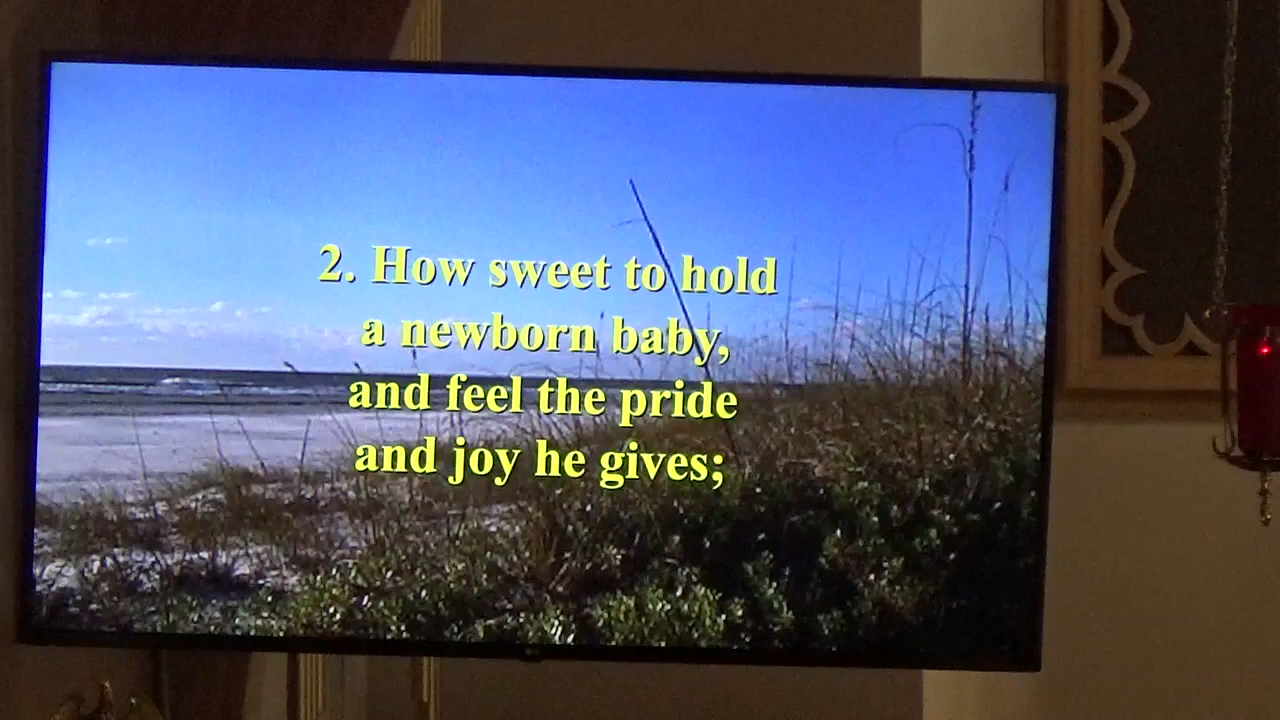 2. How sweet to hold
a newborn baby,
and feel the pride
and joy he gives;